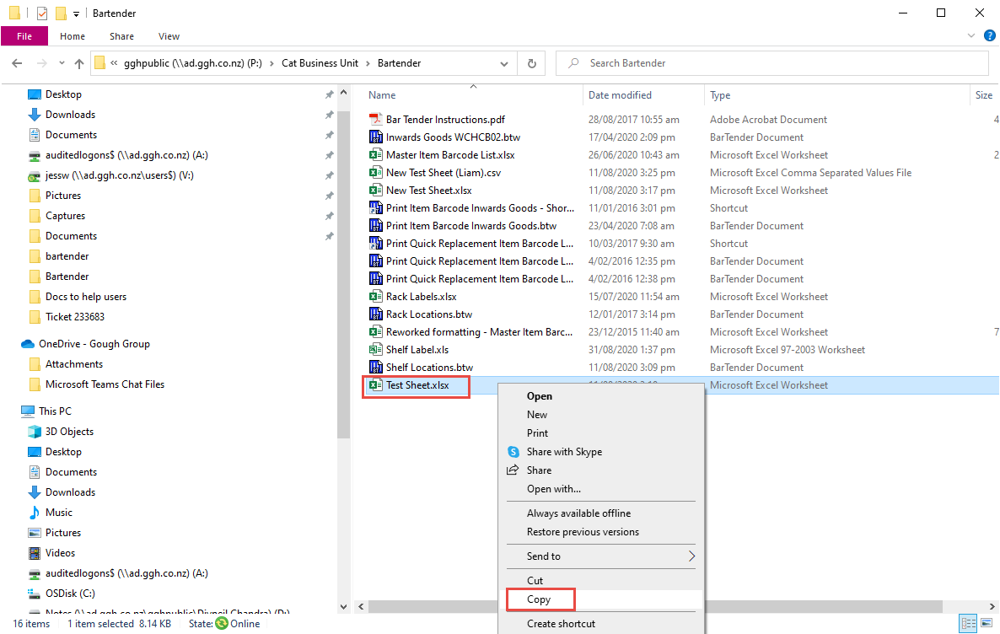 Bartender
File Home Share View
« gghpublic (\\ad.ggh.co.nz) (P:) > Cat Business Unit > Bartender
Search Bartender
Desktop
Downloads
Documents
auditedlogons$ (\\ad.ggh.co.nz) (A:)
jessw (\\ad.ggh.co.nz\users$) (V:)
Pictures
Captures
Documents
bartender
Bartender
Docs to help users
Ticket 233683
OneDrive - Gough Group
Attachments
Microsoft Teams Chat Files
This PC
3D Objects
Desktop
Documents
Downloads
Music
Pictures
Videos
auditedlogons$ (\\ad.ggh.co.nz) (A:)
OSDisk (C:)
Name Date modified Type Size
Bar Tender Instructions.pdf 28/08/2017 10:55 am Adobe Acrobat Document 4
Inwards Goods WCHCB02.btw 17/04/2020 2:09 pm BarTender Document
Master Item Barcode List.xlsx 26/06/2020 10:43 am Microsoft Excel Worksheet 2
New Test Sheet (Liam).csv 11/08/2020 3:25 pm Microsoft Excel Comma Separated Values File
New Test Sheet.xlsx 11/08/2020 3:17 pm Microsoft Excel Worksheet
Print Item Barcode Inwards Goods - Shor... 11/01/2016 3:01 pm Shortcut
Print Item Barcode Inwards Goods.btw 23/04/2020 7:08 am BarTender Document
Print Quick Replacement Item Barcode L... 10/03/2017 9:30 am Shortcut
Print Quick Replacement Item Barcode L... 4/02/2016 12:35 pm BarTender Document
Print Quick Replacement Item Barcode L... 4/02/2016 12:38 pm BarTender Document
Rack Labels.xlsx 15/07/2020 11:54 am Microsoft Excel Worksheet
Rack Locations.btw 12/01/2017 3:14 pm BarTender Document
Reworked formatting - Master Item Barc... 23/12/2015 11:40 am Microsoft Excel Worksheet 7
Shelf Label.xls 31/08/2020 1:37 pm Microsoft Excel 97-2003 Worksheet
Shelf Locations.btw 11/08/2020 3:09 pm BarTender Document
Test Sheet.xlsx Microsoft Excel Worksheet
Open
New
Print
Share with Skype
Share
Open with...
Always available offline
Restore previous versions
Send to
Cut
Copy
Create shortcut
16 items 1 item selected 8.14 KB State: Online